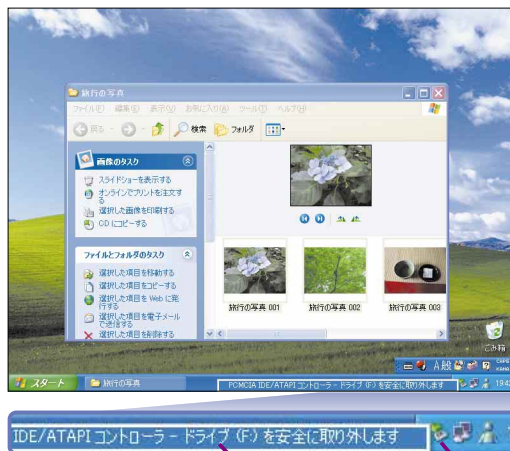 旅行の写真
ファイル(F) 編集(E) 表示(V) お気に入り(A) ツール(T) ヘルプ(H)
戻る 検索 フォルダ
画像のタスク
スライドショーを表示する
オンラインでプリントを注文する
選択した画像を印刷する
CD にコピーする
ファイルとフォルダのタスク
選択した項目を移動する
選択した項目をコピーする
選択した項目を Web に発行する
選択した項目を電子メールで送信する
選択した項目を削除する
旅行の写真 001 旅行の写真 002 旅行の写真 003
ごみ箱
A 般 CAPS
KANA
スタート 旅行の写真 PCMCIA IDE/ATAPI コントローラ - ドライブ (F:) を安全に取り外します 19:42
IDE/ATAPI コントローラ - ドライブ (F:) を安全に取り外します